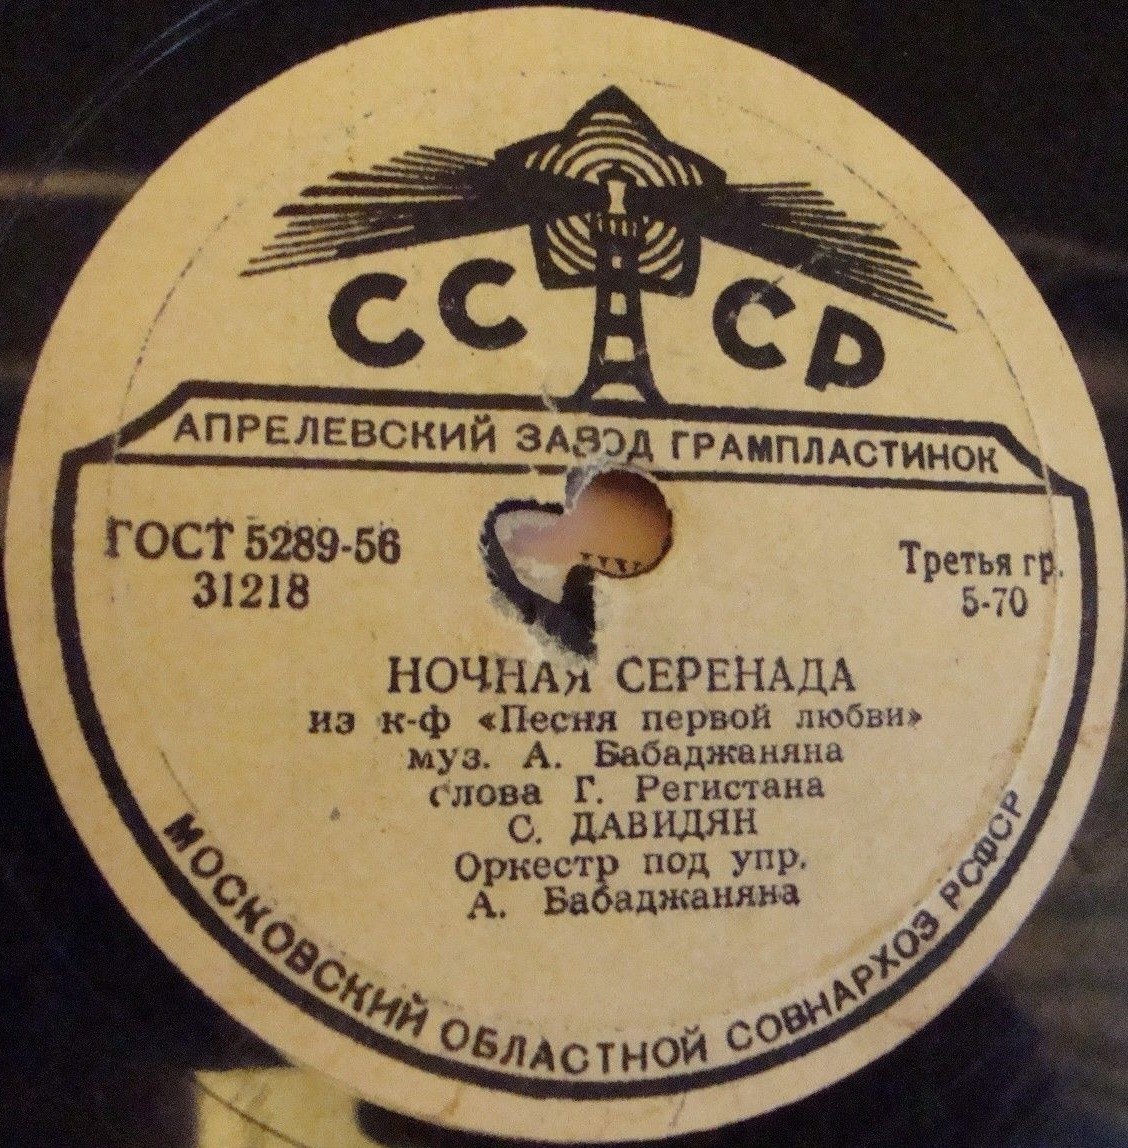 СССР
АПРЕЛЕВСКИЙ ЗАВОД ГРАМПЛАСТИНОК
ГОСТ 5289-56
31218
Третья гр.
5-70
НОЧНАЯ СЕРЕНАДА
из к-ф «Песня первой любви»
муз. А. Бабаджаняна
слова Г. Регистана
С. ДАВИДЯН
Оркестр под упр.
А. Бабаджаняна
МОСКОВСКИЙ ОБЛАСТНОЙ СОВНАРХОЗ РСФСР